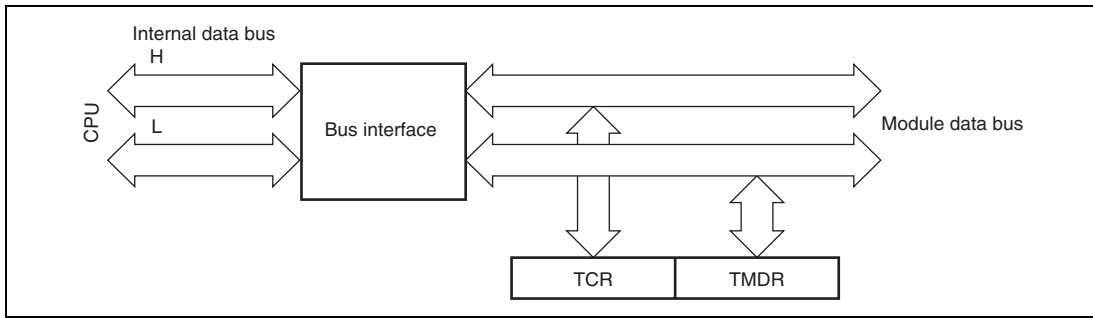 Internal data bus
H
CPU
L
Bus interface
Module data bus
TCR
TMDR